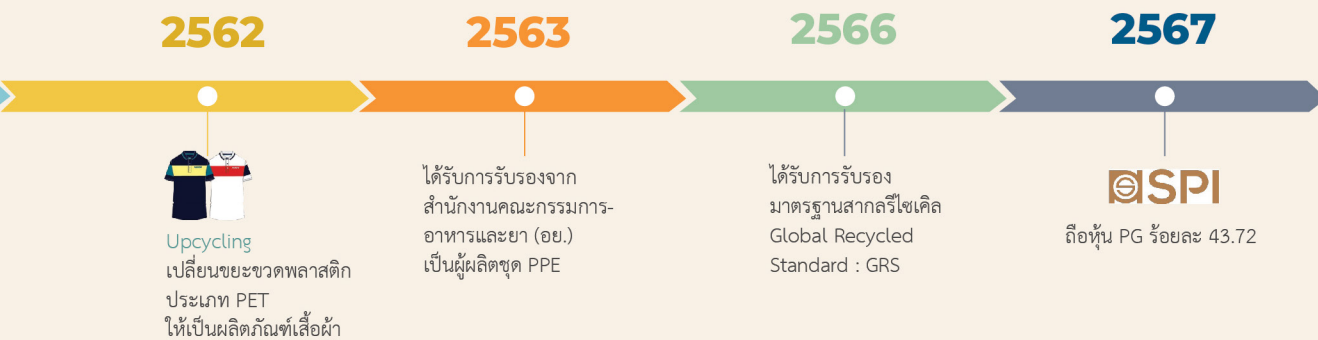 2562
Upcycling
เปลี่ยนขยะขวดพลาสติก
ประเภท PET
ให้เป็นผลิตภัณฑ์เสื้อผ้า
2563
ได้รับการรับรองจาก
สำนักงานคณะกรรมการ-
อาหารและยา (อย.)
เป็นผู้ผลิตชุด PPE
2566
ได้รับการรับรอง
มาตรฐานสากลรีไซเคิล
Global Recycled
Standard : GRS
2567
SPI
ถือหุ้น PG ร้อยละ 43.72